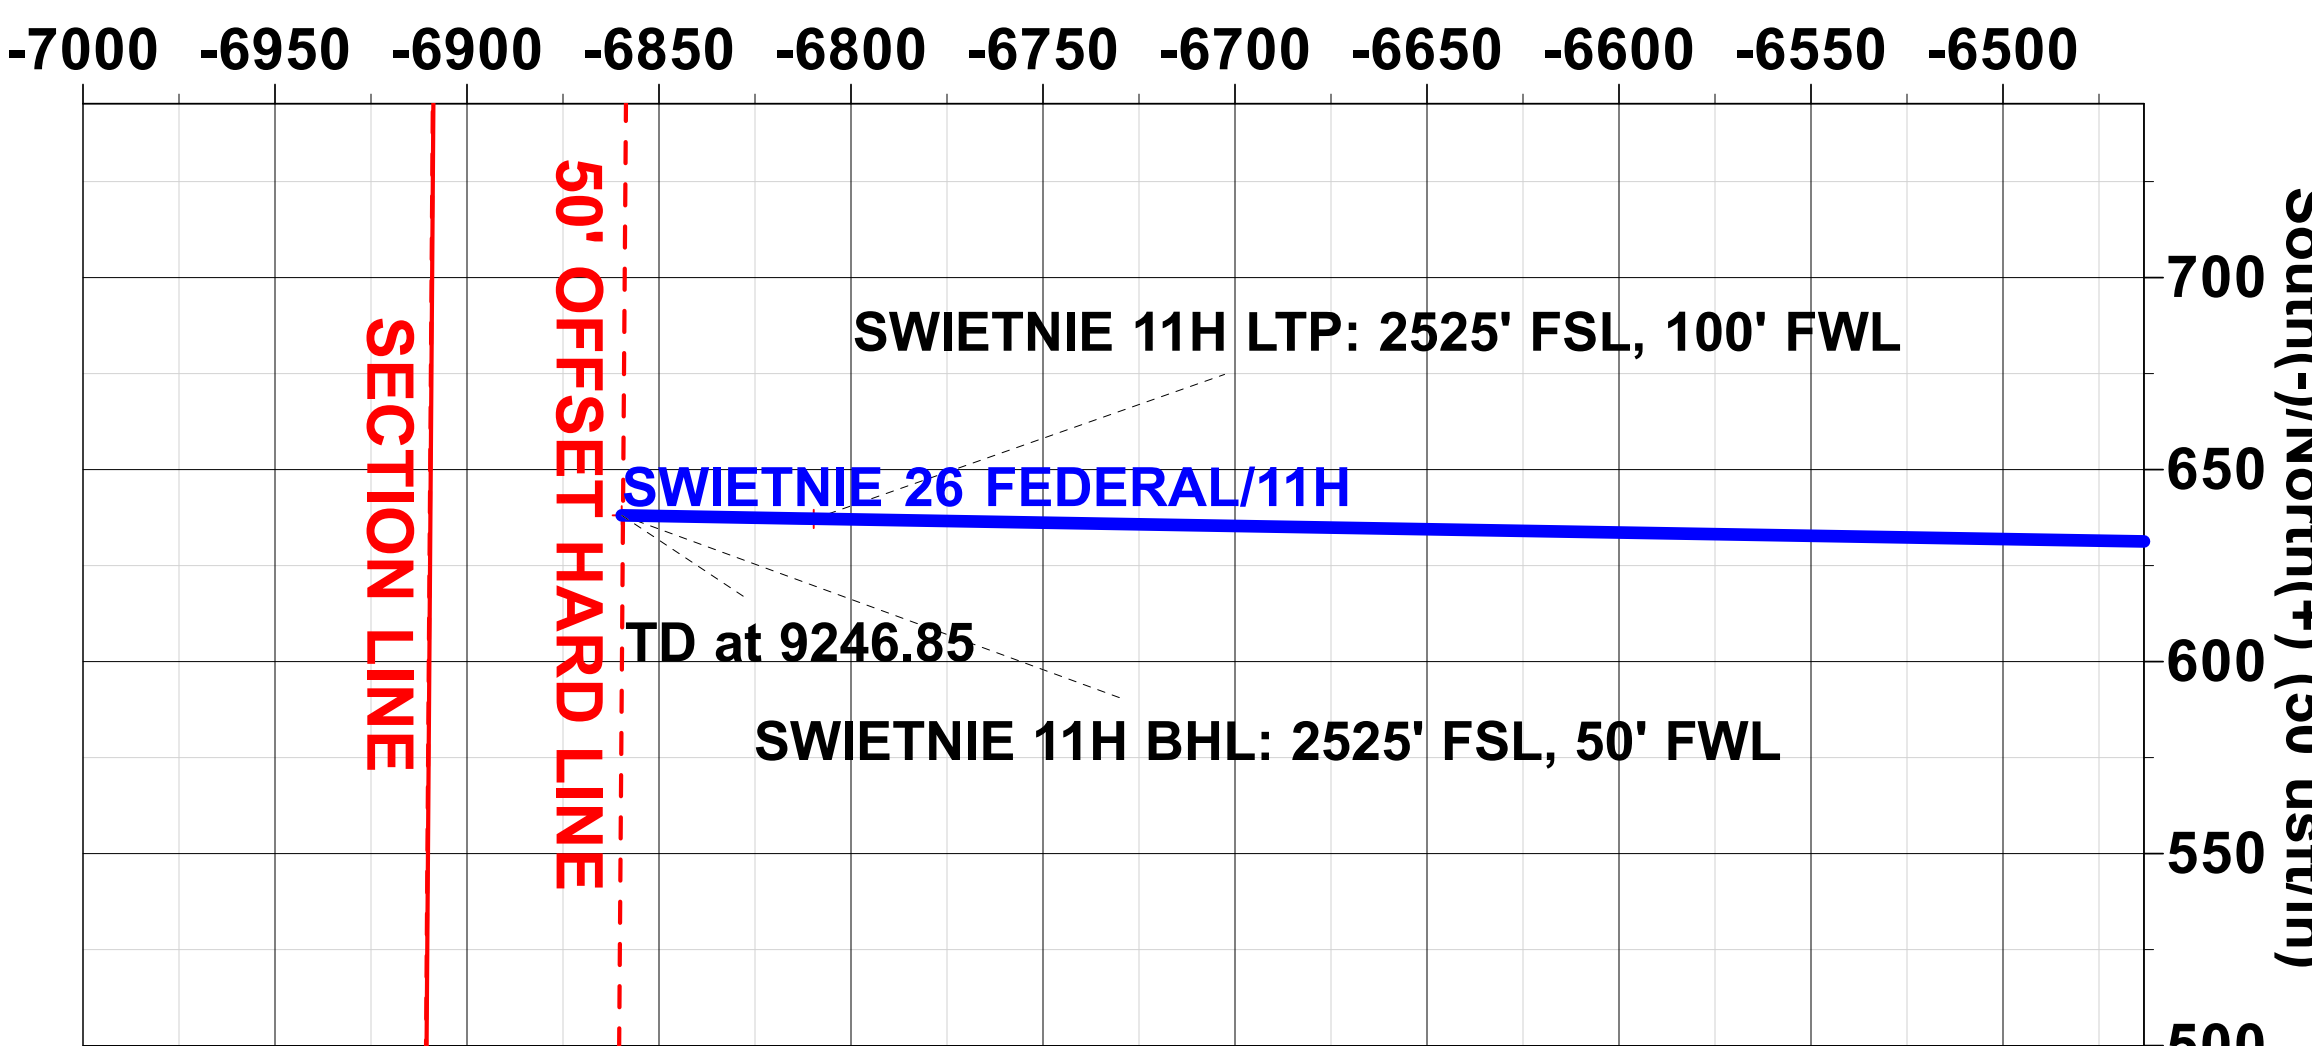 -7000 -6950 -6900 -6850 -6800 -6750 -6700 -6650 -6600 -6550 -6500
50' OFFSET HARD LINE
SECTION LINE
SWIETNIE 11H LTP: 2525' FSL, 100' FWL
SWIETNIE 26 FEDERAL/11H
TD at 9246.85
SWIETNIE 11H BHL: 2525' FSL, 50' FWL
700
650
600
550
500
South(-)/North(+) (50 usft/in)